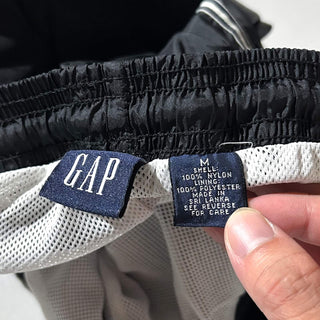 GAP
M
SHELL:
100% NYLON
LINING:
100% POLYESTER
MADE IN
SRI LANKA
SEE REVERSE
FOR CARE